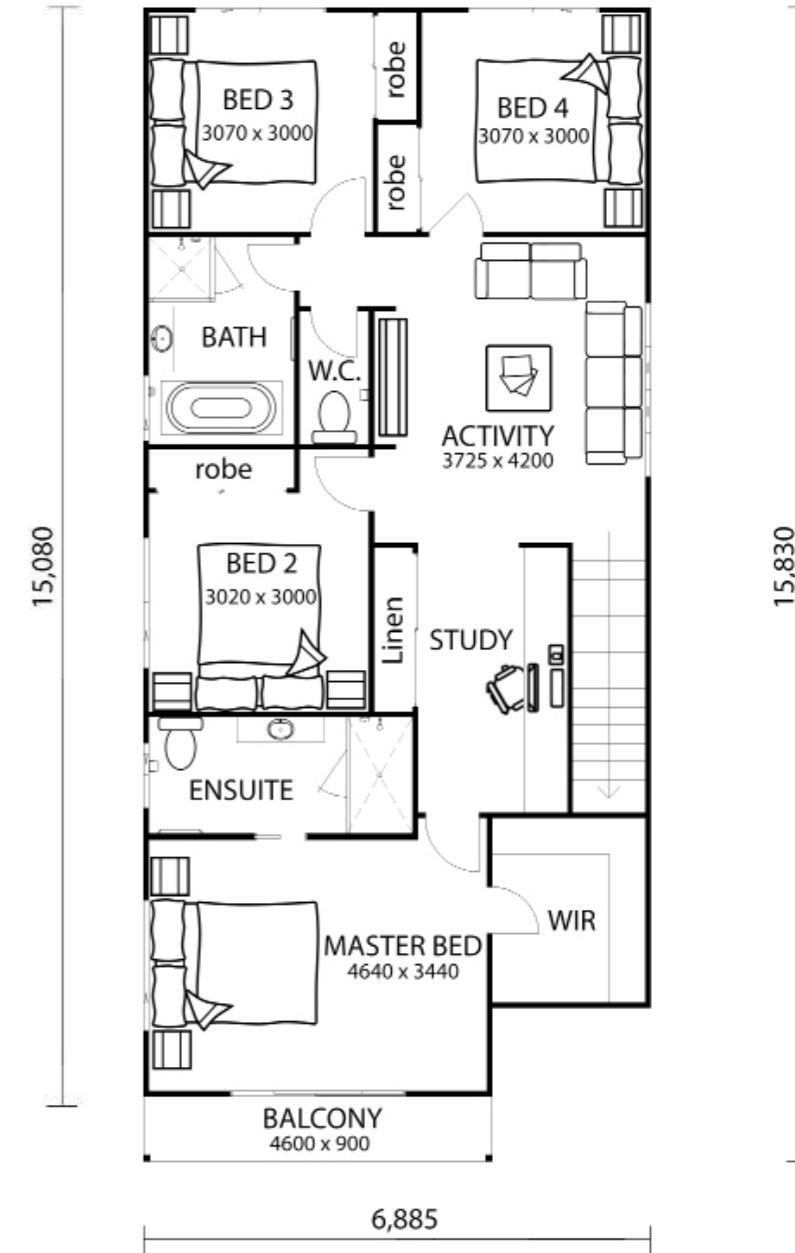 robe
BED 3
3070 x 3000
BED 4
3070 x 3000
robe
BATH
W.C.
ACTIVITY
3725 x 4200
robe
15,080
15,830
BED 2
3020 x 3000
Linen
STUDY
ENSUITE
WIR
MASTER BED
4640 x 3440
BALCONY
4600 x 900
6,885